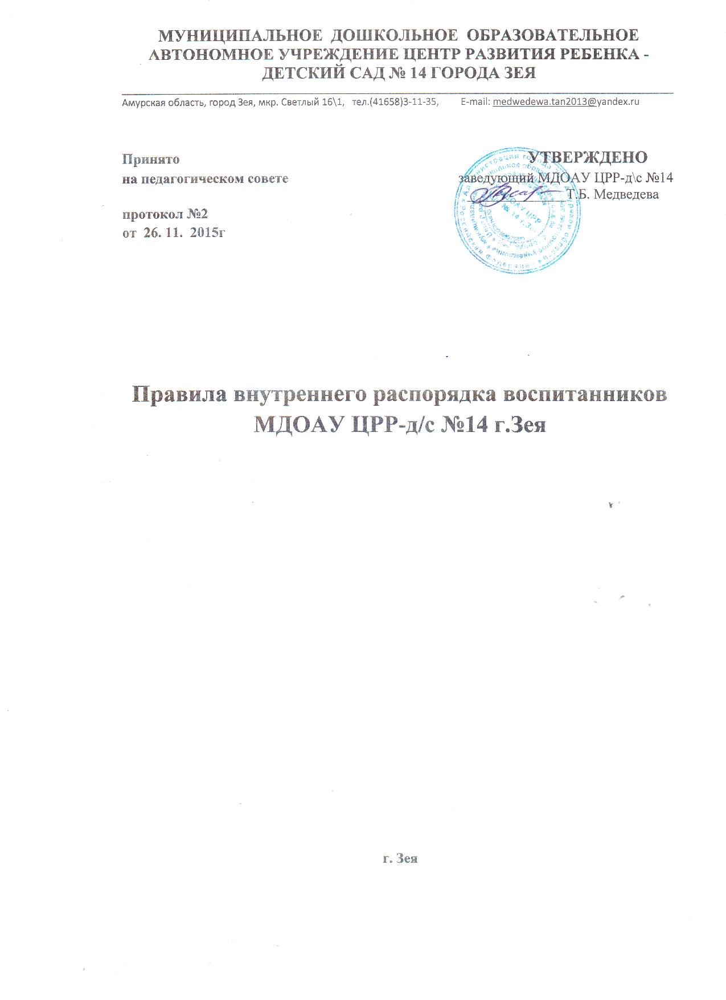 МУНИЦИПАЛЬНОЕ ДОШКОЛЬНОЕ ОБРАЗОВАТЕЛЬНОЕ
АВТОНОМНОЕ УЧРЕЖДЕНИЕ ЦЕНТР РАЗВИТИЯ РЕБЕНКА -
ДЕТСКИЙ САД № 14 ГОРОДА ЗЕЯ
Амурская область, город Зея, мкр. Светлый 16\1, тел.(41658)3-11-35, E-mail: medwedewa.tan2013@yandex.ru
Принято
на педагогическом совете
протокол №2
от 26. 11. 2015г
УТВЕРЖДЕНО
заведующий МДОАУ ЦРР-д\с №14
Т.Б. Медведева
Правила внутреннего распорядка воспитанников
МДОАУ ЦРР-д/с №14 г.Зея
г. Зея